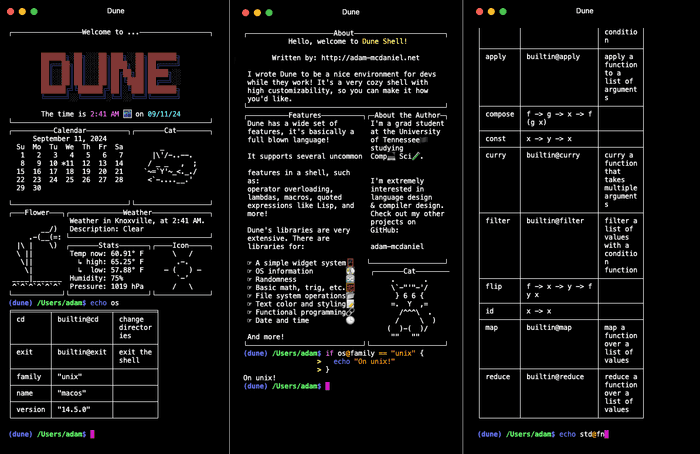 Dune
Welcome to ...
DUNE
The time is 2:41 AM on 09/11/24
Calendar
September 11, 2024
Su Mo Tu We Th Fr Sa
1 2 3 4 5 6 7
8 9 10 •11 12 13 14
15 16 17 18 19 20 21
22 23 24 25 26 27 28
29 30
Cat
Flower
Weather
Weather in Knoxville, at 2:41 AM.
Description: Clear
Stats
Temp now: 60.91° F
↳ high: 65.25° F
↳ low: 57.88° F
Humidity: 75%
Pressure: 1019 hPa
Icon
(dune) /Users/adam$ echo os
cd builtin@cd change
director
ies
exit builtin@exit exit the
shell
family "unix"
name "macos"
version "14.5.0"
(dune) /Users/adam$
Dune
About
Hello, welcome to Dune Shell!
Written by: http://adam-mcdaniel.net
I wrote Dune to be a nice environment for devs
while they work! It's a very cozy shell with
high customizability, so you can make it how
you'd like.
Features
Dune has a wide set of
features, it's basically a
full blown language!
It supports several uncommon
features in a shell, such
as:
operator overloading,
lambdas, macros, quoted
expressions like Lisp, and
more!
Dune's libraries are very
extensive. There are
libraries for:
☞ A simple widget system
☞ OS information
☞ Randomness
☞ Basic math, trig, etc.
☞ File system operations
☞ Text color and styling
☞ Functional programming
☞ Date and time
And more!
About the Author
I'm a grad student
at the University
of Tennessee
studying
Comp Sci.
I'm extremely
interested in
language design
& compiler design.
Check out my other
projects on
GitHub:
adam-mcdaniel
Cat
(dune) /Users/adam$ if os@family == "unix" {
> echo "On unix!"
> }
On unix!
(dune) /Users/adam$
Dune
conditio
n
apply builtin@apply apply a
function
to a
list of
argument
s
compose f -> g -> x -> f
(g x)
const x -> y -> x
curry builtin@curry curry a
function
that
takes
multiple
argument
s
filter builtin@filter filter a
list of
values
with a
conditio
n
function
flip f -> x -> y -> f
y x
id x -> x
map builtin@map map a
function
over a
list of
values
reduce builtin@reduce reduce a
function
over a
list of
values
(dune) /Users/adam$ echo std@fn